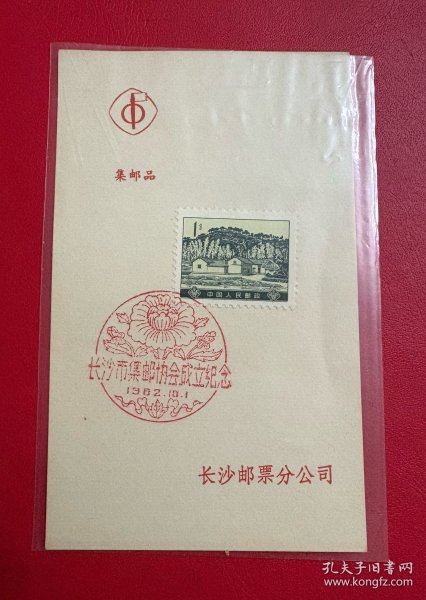 集邮品
1分
中国人民邮政
长沙市集邮协会成立纪念
1982.10.1
长沙邮票分公司
孔夫子旧书网
www.kongfz.com